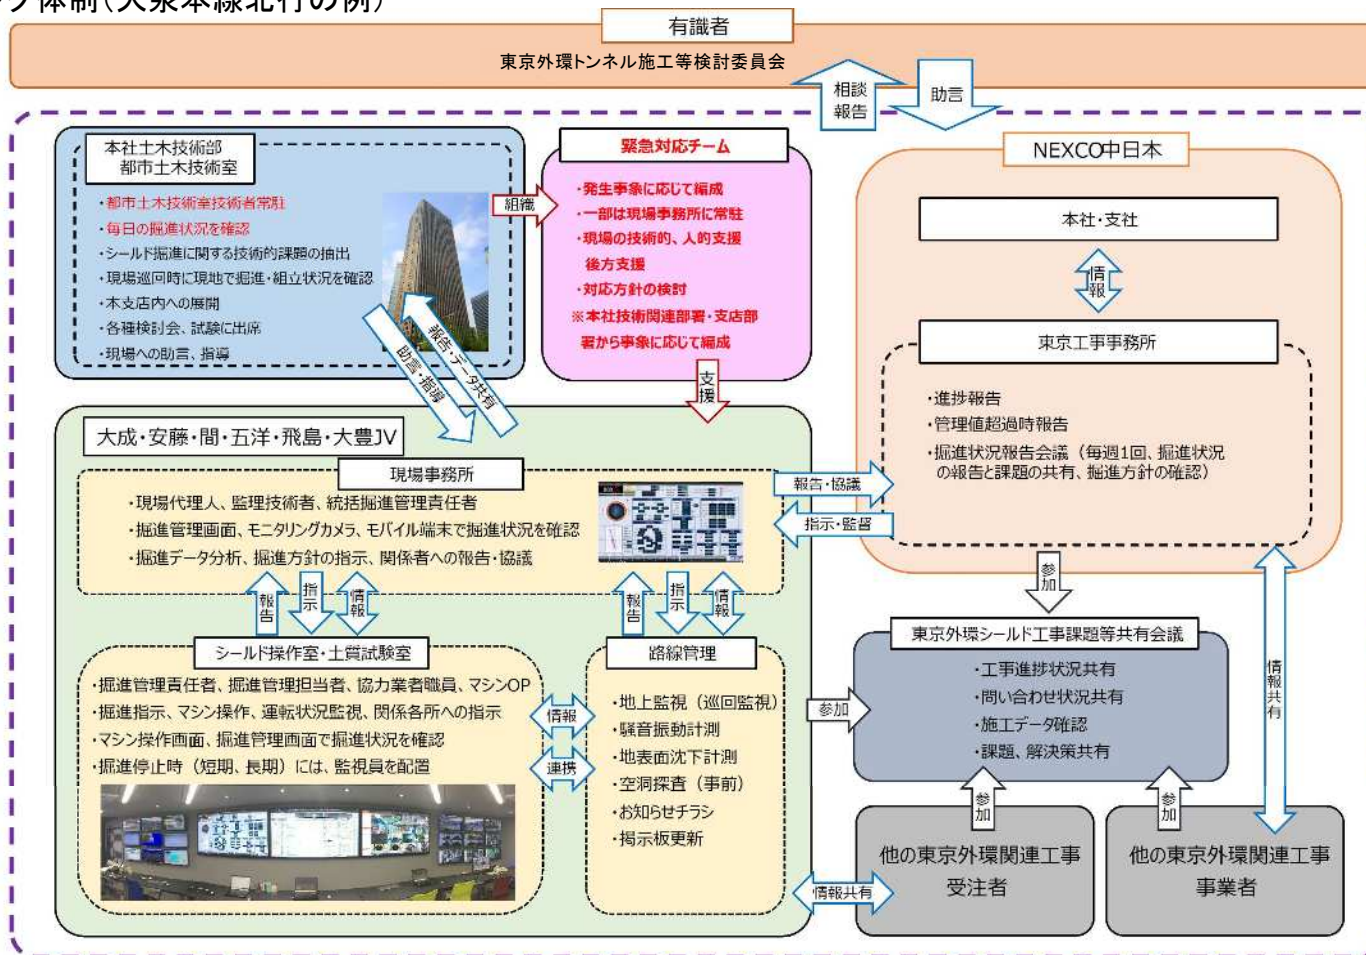 体制（大泉本線北行の例）
有識者
東京外環トンネル施工等検討委員会
相談
報告
助言
本社土木技術部
都市土木技術室
・都市土木技術室技術者常駐
・毎日の掘進状況を確認
・シールド掘進に関する技術的課題の抽出
・現場巡回時に現地で掘進・組立状況を確認
・本支店内への展開
・各種検討会、試験に出席
・現場への助言、指導
組織
緊急対応チーム
・発生事象に応じて編成
・一部は現場事務所に常駐
・現場の技術的、人的支援
後方支援
・対応方針の検討
※本社技術関連部署・支店部
署から事象に応じて編成
NEXCO中日本
本社・支社
情報
東京工事事務所
・進捗報告
・管理値超過時報告
・掘進状況報告会議（毎週1回、掘進状況
の報告と課題の共有、掘進方針の確認）
報告・データ共有
助言・指導
支援
大成・安藤・間・五洋・飛島・大豊JV
現場事務所
・現場代理人、監理技術者、統括掘進管理責任者
・掘進管理画面、モニタリングカメラ、モバイル端末で掘進状況を確認
・掘進データ分析、掘進方針の指示、関係者への報告・協議
報告・協議
指示・監督
報告
指示
情報
報告
指示
情報
シールド操作室・土質試験室
・掘進管理責任者、掘進管理担当者、協力業者職員、マシンOP
・掘進指示、マシン操作、運転状況監視、関係各所への指示
・マシン操作画面、掘進管理画面で掘進状況を確認
・掘進停止時（短期、長期）には、監視員を配置
情報
連携
路線管理
・地上監視（巡回監視）
・騒音振動計測
・地表面沈下計測
・空洞探査（事前）
・お知らせチラシ
・掲示板更新
参加
参加
東京外環シールド工事課題等共有会議
・工事進捗状況共有
・問い合わせ状況共有
・施工データ確認
・課題、解決策共有
情報共有
参加
参加
他の東京外環関連工事
受注者
他の東京外環関連工事
事業者
情報共有